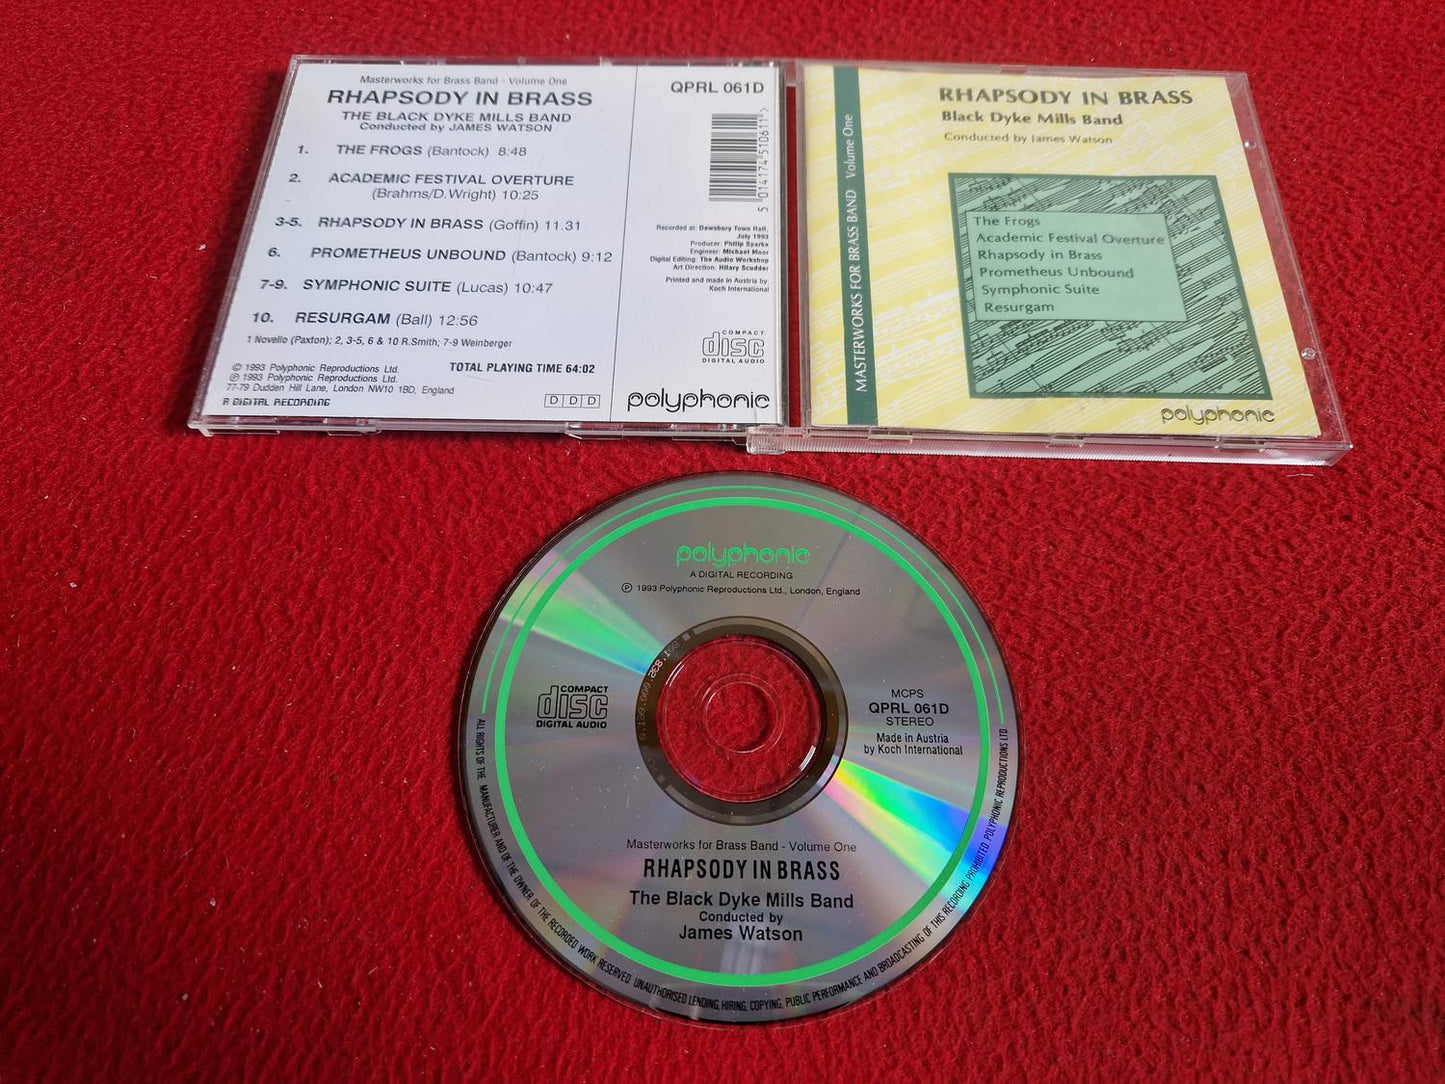 Masterworks for Brass Band - Volume One
RHAPSODY IN BRASS
THE BLACK DYKE MILLS BAND
Conducted by JAMES WATSON
1. THE FROGS (Bantock) 8:48
2. ACADEMIC FESTIVAL OVERTURE
(Brahms/D.Wright) 10:25
3-5. RHAPSODY IN BRASS (Goffin) 11.31
6. PROMETHEUS UNBOUND (Bantock) 9:12
7-9. SYMPHONIC SUITE (Lucas) 10:47
10. RESURGAM (Ball) 12:56
1 Novello (Paxton); 2, 3-5, 6 & 10 R.Smith; 7-9 Weinberger
© 1993 Polyphonic Reproductions Ltd.
℗ 1993 Polyphonic Reproductions Ltd.
77-79 Dudden Hill Lane, London NW10 1BD, England
A DIGITAL RECORDING
TOTAL PLAYING TIME 64:02
DDD
QPRL 061D
5 014174 510611 >
Recorded at: Dewsbury Town Hall,
July 1993
Producer: Philip Sparke
Engineer: Michael Moor
Digital Editing: The Audio Workshop
Art Direction: Hilary Scudder
Printed and made in Austria by:
Koch International
COMPACT
disc
DIGITAL AUDIO
polyphonic
MASTERWORKS FOR BRASS BAND Volume One
RHAPSODY IN BRASS
Black Dyke Mills Band
Conducted by James Watson
The Frogs
Academic Festival Overture
Rhapsody in Brass
Prometheus Unbound
Symphonic Suite
Resurgam
polyphonic
polyphonic
A DIGITAL RECORDING
℗ 1993 Polyphonic Reproductions Ltd., London, England
COMPACT
disc
DIGITAL AUDIO
MCPS
QPRL 061D
STEREO
Made in Austria
by Koch International
Masterworks for Brass Band - Volume One
RHAPSODY IN BRASS
The Black Dyke Mills Band
Conducted by
James Watson
ALL RIGHTS OF THE MANUFACTURER AND OF THE OWNER OF THE RECORDED WORK RESERVED. UNAUTHORISED LENDING, HIRING, COPYING, PUBLIC PERFORMANCE AND BROADCASTING OF THIS RECORDING PROHIBITED. POLYPHONIC REPRODUCTIONS LTD.